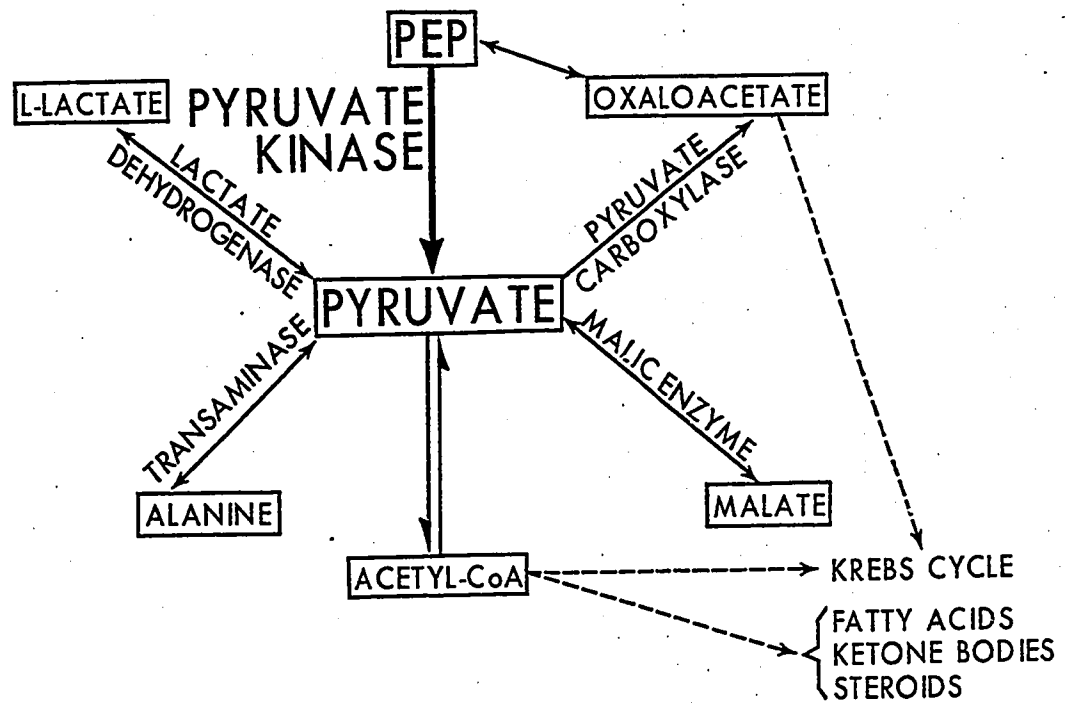 PEP
L-LACTATE
OXALOACETATE
PYRUVATE
KINASE
LACTATE
DEHYDROGENASE
PYRUVATE
CARBOXYLASE
PYRUVATE
TRANSAMINASE
MALIC ENZYME
ALANINE
MALATE
ACETYL-CoA
KREBS CYCLE
FATTY ACIDS
KETONE BODIES
STEROIDS